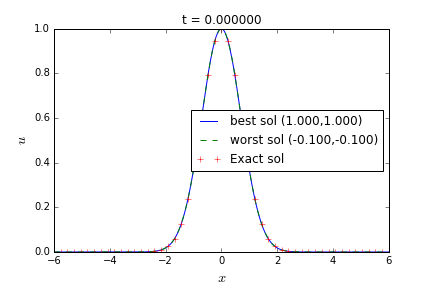 t = 0.000000
1.0
0.8
0.6
0.4
0.2
0.0
u
best sol (1.000,1.000)
worst sol (-0.100,-0.100)
Exact sol
−6
−4
−2
0
2
4
6
x